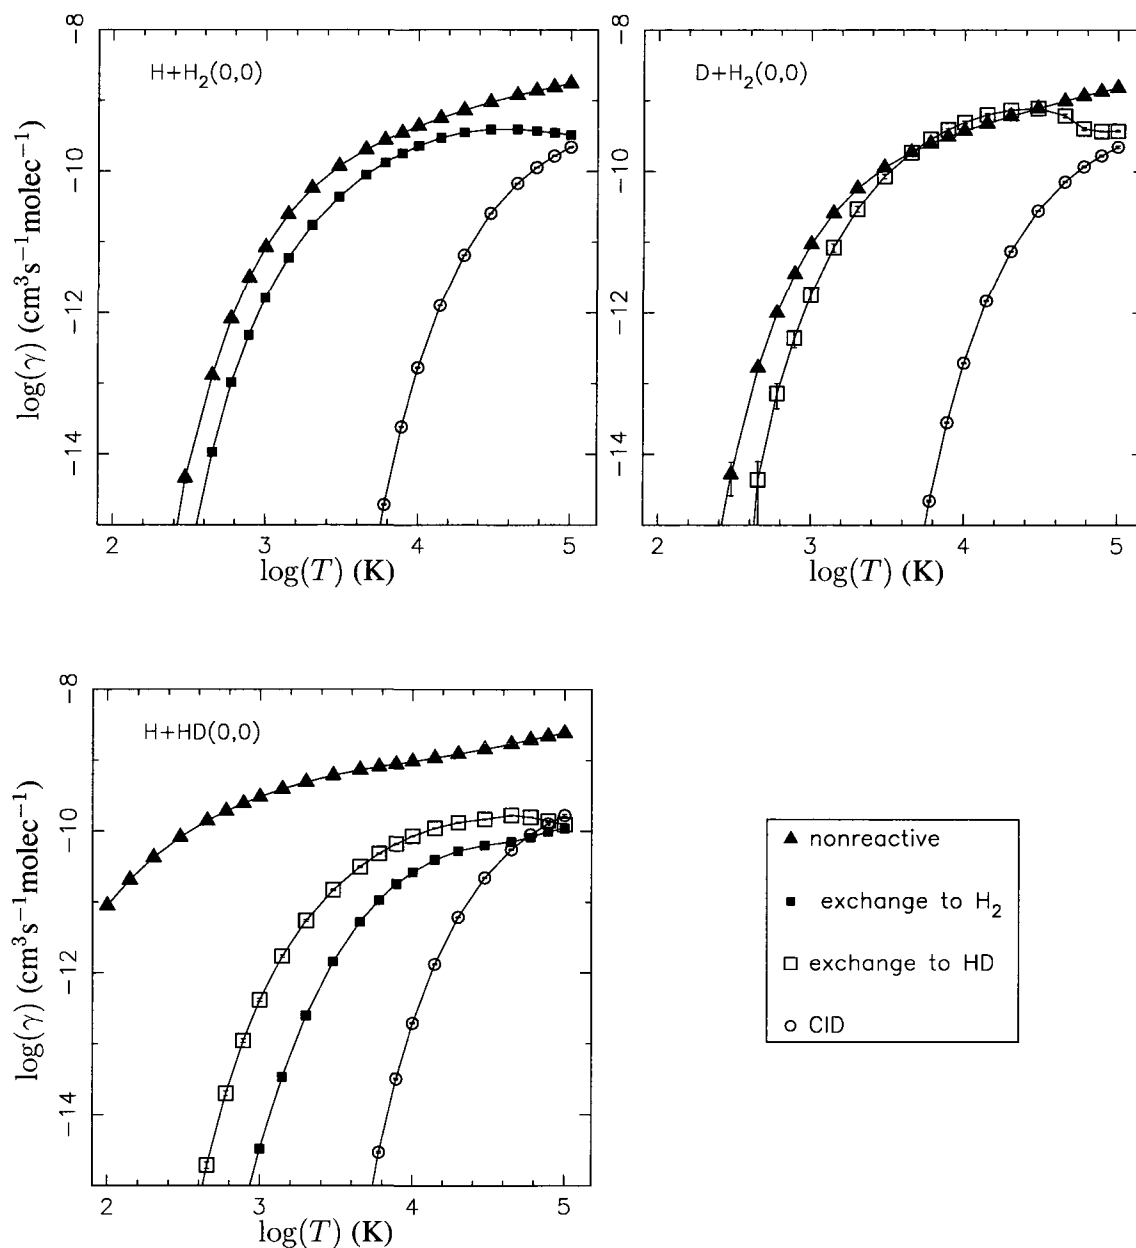 H+H₂(0,0)
−8
−10
−12
−14
log(γ) (cm³s⁻¹molec⁻¹)
2 3 4 5
log(T) (K)
D+H₂(0,0)
−8
−10
−12
−14
2 3 4 5
log(T) (K)
H+HD(0,0)
−8
−10
−12
−14
log(γ) (cm³s⁻¹molec⁻¹)
2 3 4 5
log(T) (K)
nonreactive
exchange to H₂
exchange to HD
CID